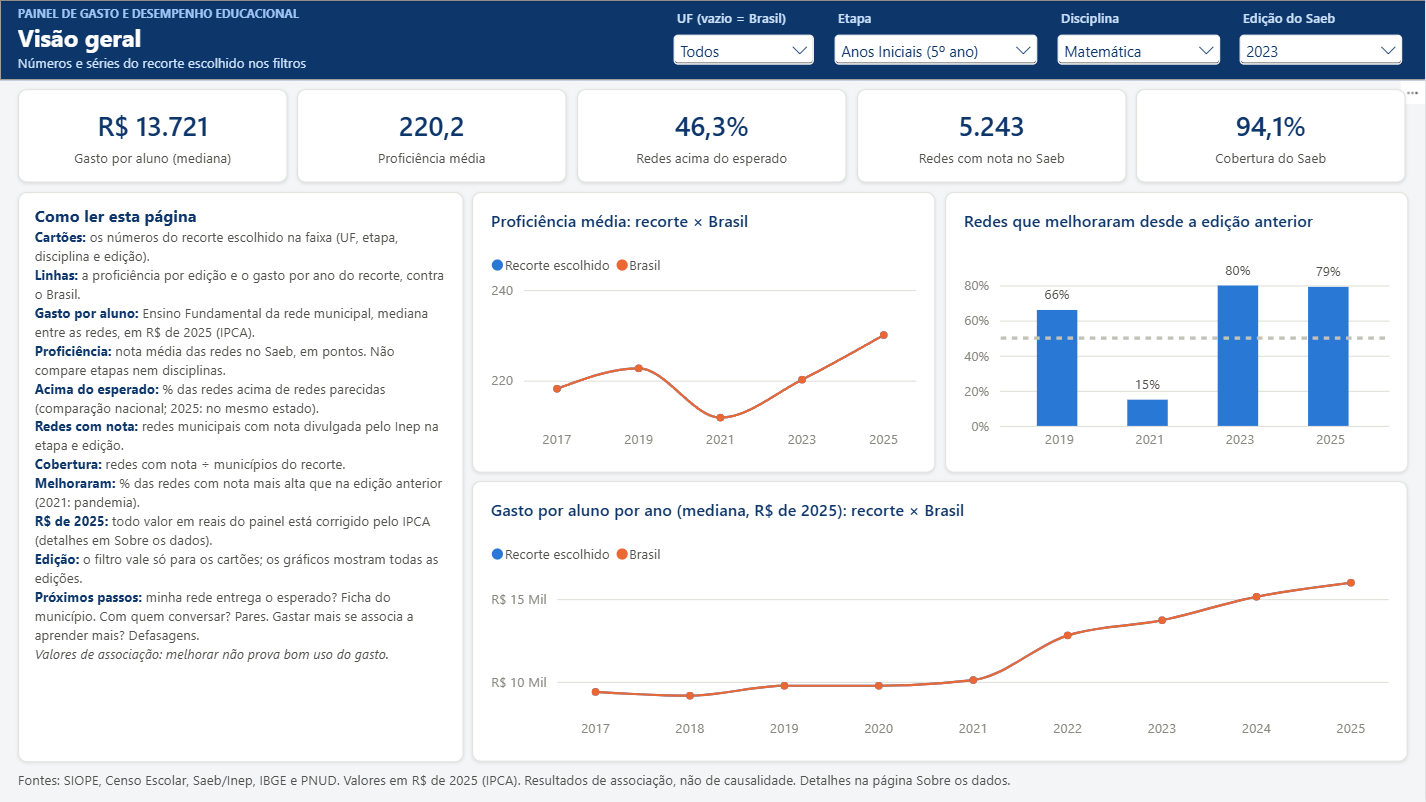 PAINEL DE GASTO E DESEMPENHO EDUCACIONAL
Visão geral
Números e séries do recorte escolhido nos filtros
UF (vazio = Brasil)
Todos
Etapa
Anos Iniciais (5º ano)
Disciplina
Matemática
Edição do Saeb
2023
R$ 13.721
Gasto por aluno (mediana)
220,2
Proficiência média
46,3%
Redes acima do esperado
5.243
Redes com nota no Saeb
94,1%
Cobertura do Saeb
Como ler esta página
Cartões: os números do recorte escolhido na faixa (UF, etapa,
disciplina e edição).
Linhas: a proficiência por edição e o gasto por ano do recorte, contra
o Brasil.
Gasto por aluno: Ensino Fundamental da rede municipal, mediana
entre as redes, em R$ de 2025 (IPCA).
Proficiência: nota média das redes no Saeb, em pontos. Não
compare etapas nem disciplinas.
Acima do esperado: % das redes acima de redes parecidas
(comparação nacional; 2025: no mesmo estado).
Redes com nota: redes municipais com nota divulgada pelo Inep na
etapa e edição.
Cobertura: redes com nota ÷ municípios do recorte.
Melhoraram: % das redes com nota mais alta que na edição anterior
(2021: pandemia).
R$ de 2025: todo valor em reais do painel está corrigido pelo IPCA
(detalhes em Sobre os dados).
Edição: o filtro vale só para os cartões; os gráficos mostram todas as
edições.
Próximos passos: minha rede entrega o esperado? Ficha do
município. Com quem conversar? Pares. Gastar mais se associa a
aprender mais? Defasagens.
Valores de associação: melhorar não prova bom uso do gasto.
Proficiência média: recorte × Brasil
Recorte escolhido Brasil
240
220
2017 2019 2021 2023 2025
Redes que melhoraram desde a edição anterior
80%
60%
40%
20%
0%
66%
15%
80%
79%
2019 2021 2023 2025
Gasto por aluno por ano (mediana, R$ de 2025): recorte × Brasil
Recorte escolhido Brasil
R$ 15 Mil
R$ 10 Mil
2017 2018 2019 2020 2021 2022 2023 2024 2025
Fontes: SIOPE, Censo Escolar, Saeb/Inep, IBGE e PNUD. Valores em R$ de 2025 (IPCA). Resultados de associação, não de causalidade. Detalhes na página Sobre os dados.